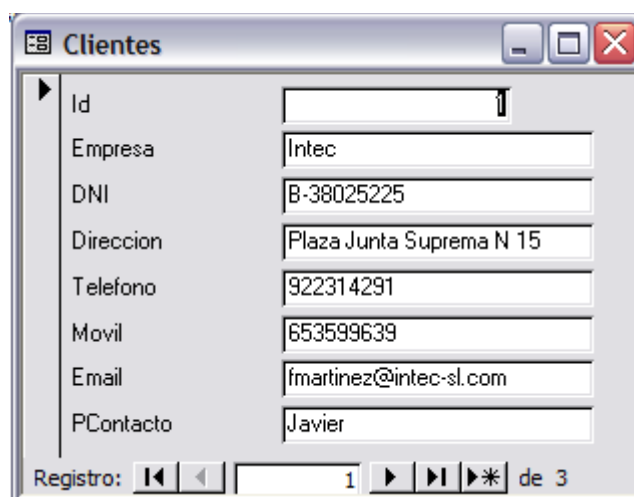 Clientes
Id 1
Empresa Intec
DNI B-38025225
Direccion Plaza Junta Suprema N 15
Telefono 922314291
Movil 653599639
Email fmartinez@intec-sl.com
PContacto Javier
Registro: 1 de 3